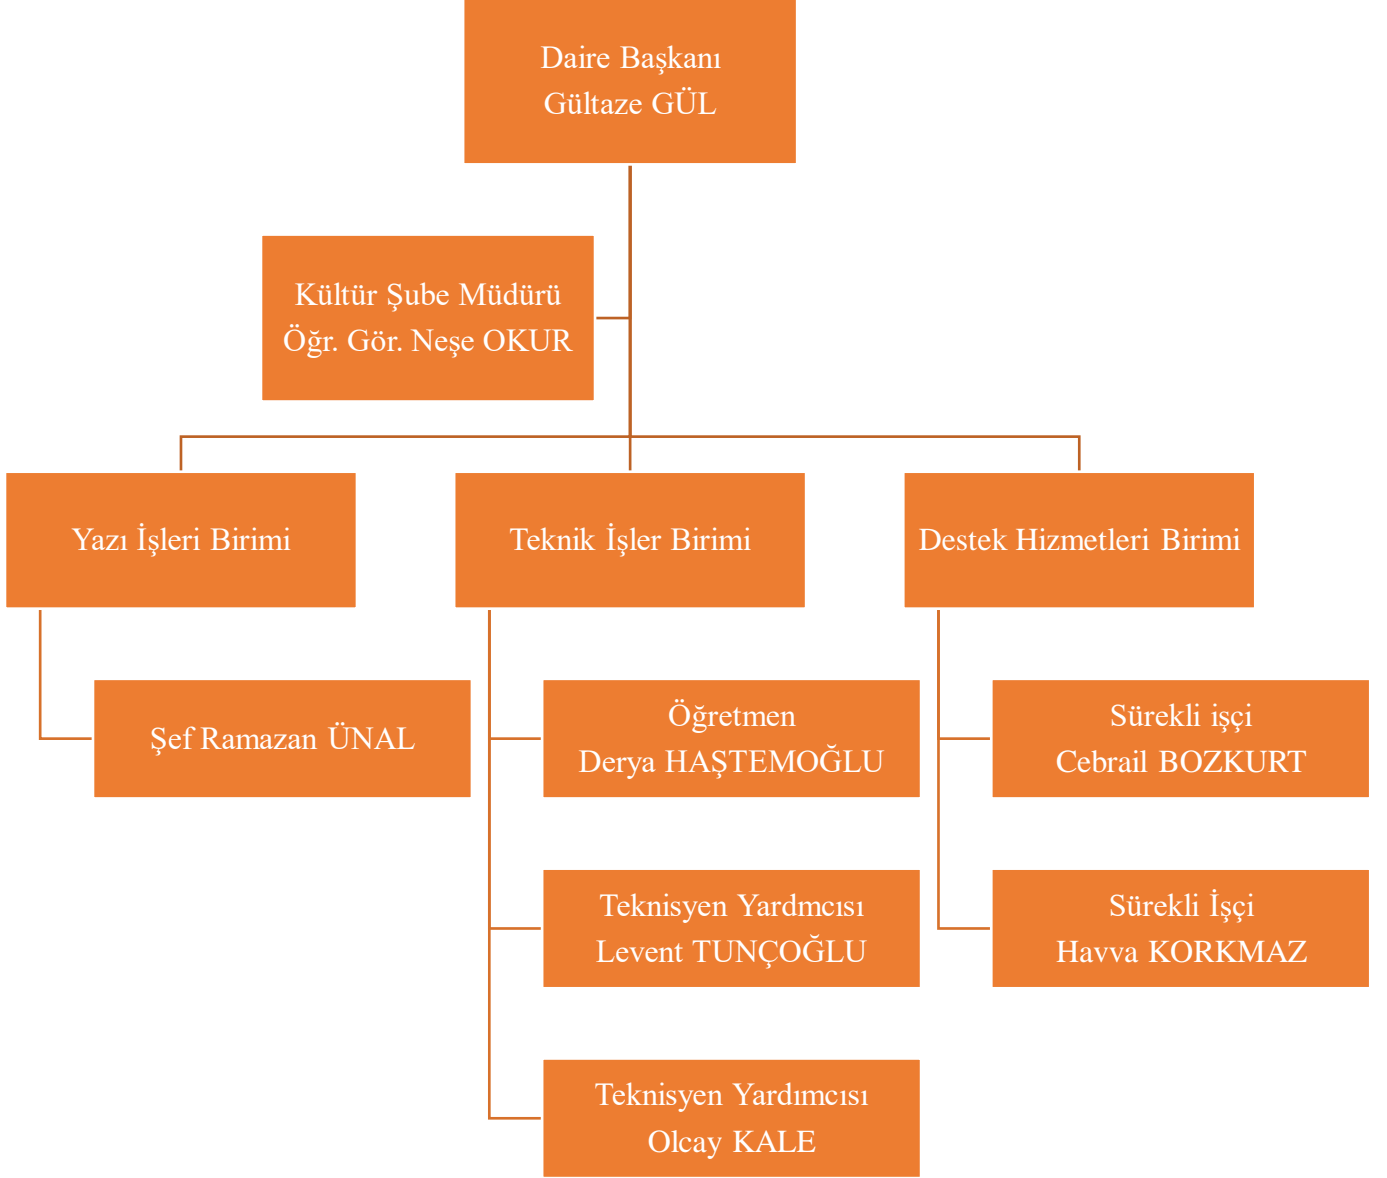 Daire Başkanı
Gültaze GÜL
Kültür Şube Müdürü
Öğr. Gör. Neşe OKUR
Yazı İşleri Birimi
Teknik İşler Birimi
Destek Hizmetleri Birimi
Şef Ramazan ÜNAL
Öğretmen
Derya HAŞTEMOĞLU
Sürekli işçi
Cebrail BOZKURT
Teknisyen Yardmcısı
Levent TUNÇOĞLU
Sürekli İşçi
Havva KORKMAZ
Teknisyen Yardımcısı
Olcay KALE